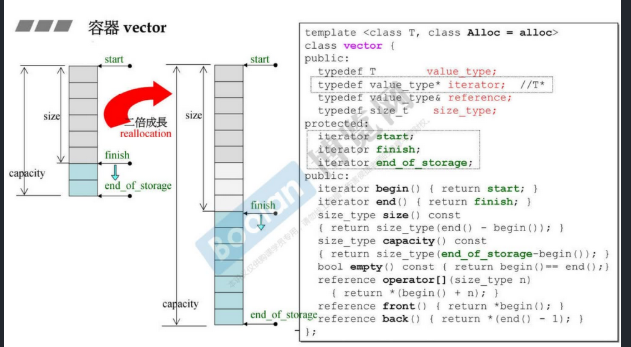 容器 vector
start
size
二倍成長
reallocation
finish
capacity
end_of_storage
start
size
finish
capacity
end_of_storage
template <class T, class Alloc = alloc>
class vector {
public:
typedef T value_type;
typedef value_type* iterator; //T*
typedef value_type& reference;
typedef size_t size_type;
protected:
iterator start;
iterator finish;
iterator end_of_storage;
public:
iterator begin() { return start; }
iterator end() { return finish; }
size_type size() const
{ return size_type(end() - begin()); }
size_type capacity() const
{ return size_type(end_of_storage-begin()); }
bool empty() const { return begin()== end();}
reference operator[](size_type n)
{ return *(begin() + n); }
reference front() { return *begin(); }
reference back() { return *(end() - 1); }
};
Boolan